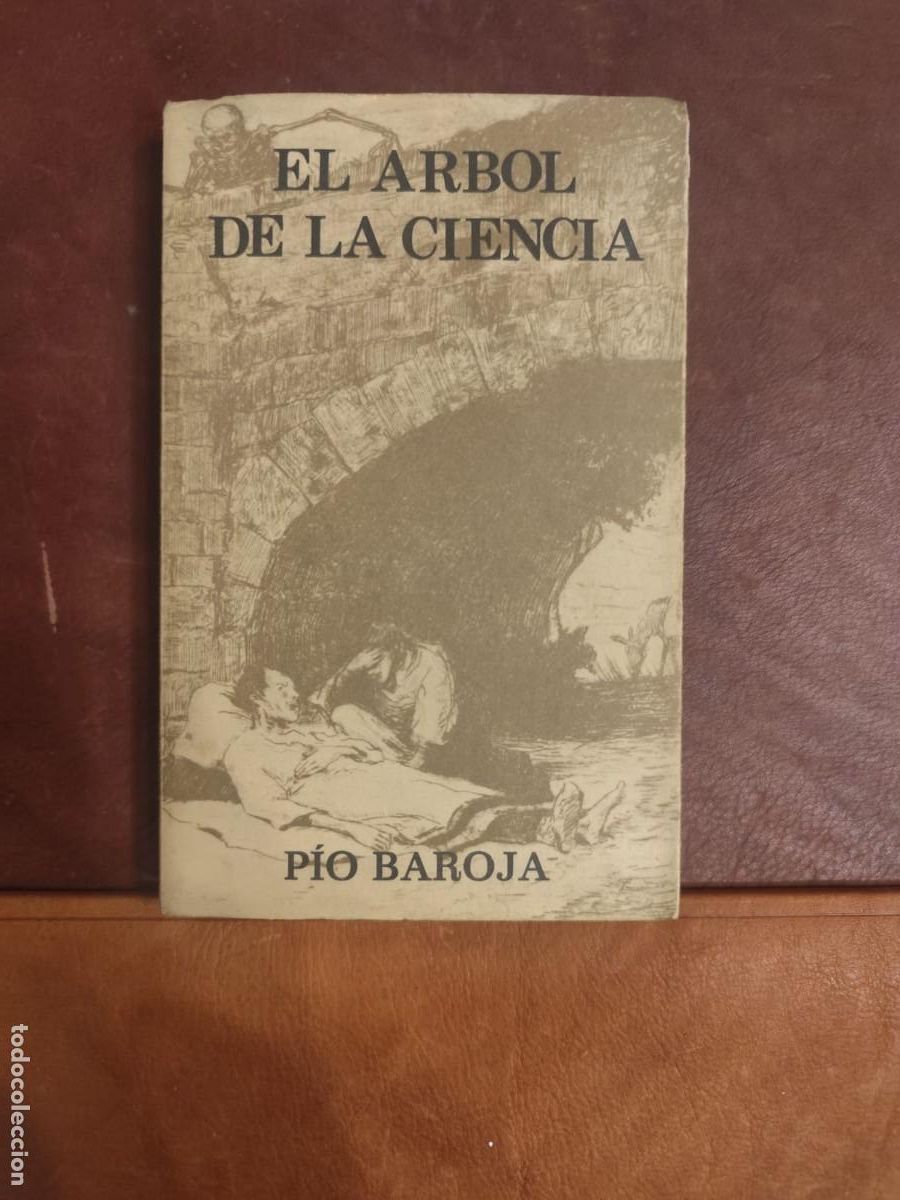 EL ARBOL
DE LA CIENCIA
PÍO BAROJA
todocoleccion